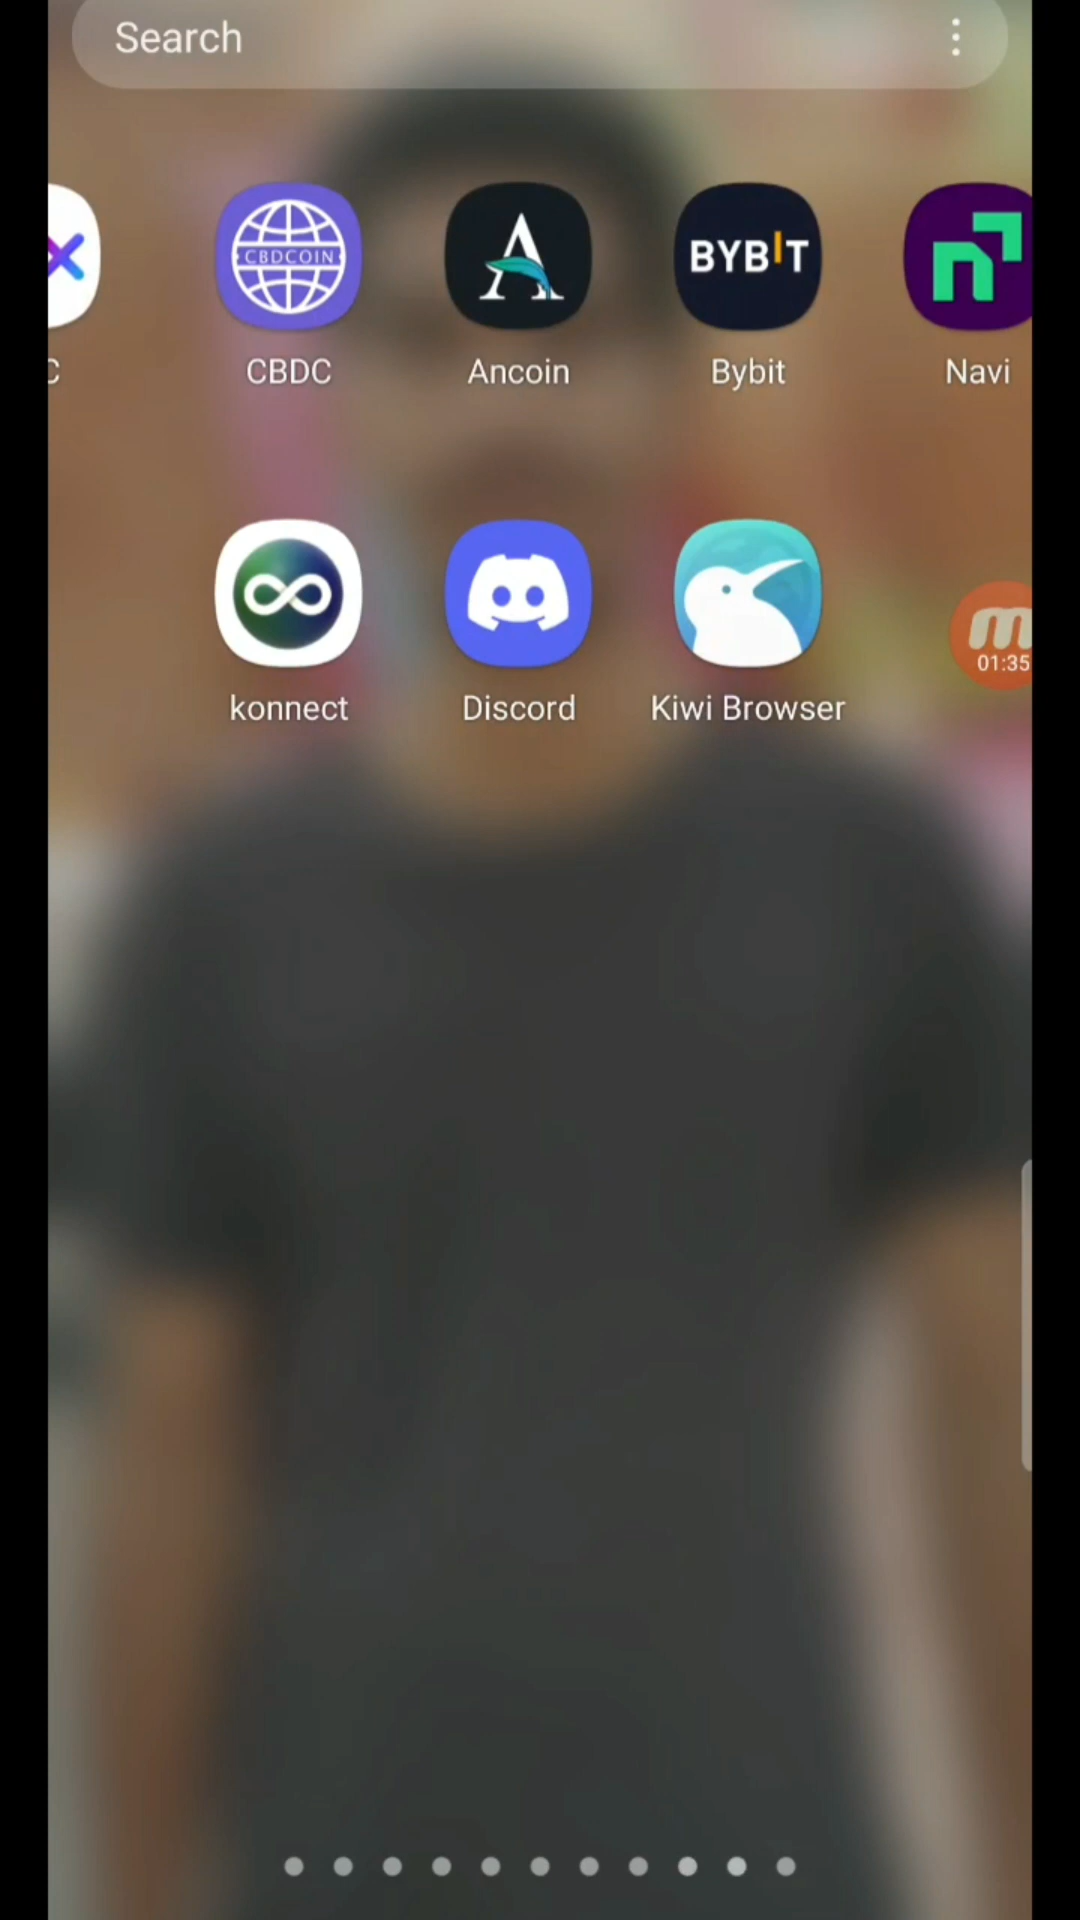 Search
CBDCOIN
BYBIT
C
CBDC
Ancoin
Bybit
Navi
m
01:35
konnect
Discord
Kiwi Browser